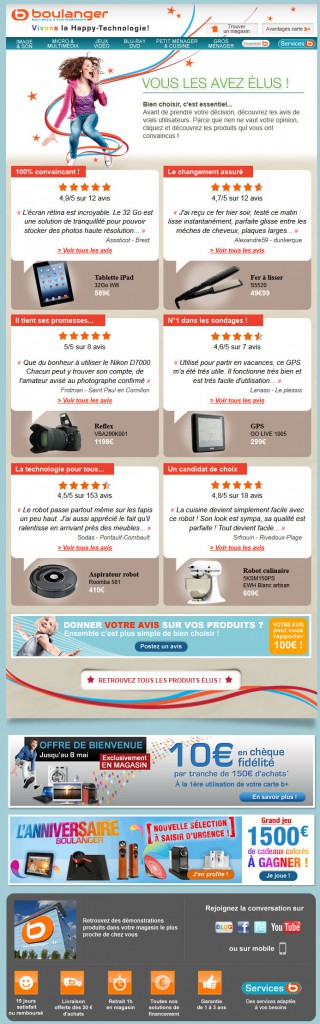 boulanger
MULTIMÉDIA & ÉLECTROMÉNAGER
Vivons la Happy-Technologie !
Trouver
un magasin
Avantages carte b+
IMAGE
& SON
MICRO &
MULTIMÉDIA
JEUX
VIDÉO
BLU-RAY
DVD
PETIT MÉNAGER
& CUISINE
GROS
MÉNAGER
Services b
VOUS LES AVEZ ÉLUS !
Bien choisir, c'est essentiel...
Avant de prendre votre décision, découvrez les avis de
vrais utilisateurs. Parce que rien ne vaut votre opinion,
cliquez et découvrez les produits qui vous ont
convaincus !
100% convaincant !
4,9/5 sur 12 avis
« L'écran rétina est incroyable. Le 32 Go est
une solution de tranquillité pour pouvoir
stocker des photos haute résolution... »
Assoticot - Brest
> Voir tous les avis
Tablette iPad
32Go Wifi
589€
Le changement assuré
4,7/5 sur 12 avis
« J'ai reçu ce fer hier soir, testé ce matin :
lisse instantanément, parfaite glisse entre les
mèches de cheveux, plaques larges... »
Alexandre59 - dunkerque
> Voir tous les avis
Fer à lisser
S5520
49€99
Il tient ses promesses...
5/5 sur 8 avis
« Que du bonheur à utiliser le Nikon D7000.
Chacun peut y trouver son compte, de
l'amateur avisé au photographe confirmé »
Frotman - Saint Paul en Cornillon
> Voir tous les avis
Reflex
VBA290K001
1199€
N°1 dans les sondages !
4,6/5 sur 7 avis
« Utilisé pour partir en vacances, ce GPS
m'a été très utile. Il fonctionne très bien et
est très facile d'utilisation... »
Lanaso - Le plessis
> Voir tous les avis
GPS
GO LIVE 1005
299€
La technologie pour tous...
4,5/5 sur 153 avis
« Le robot passe partout même sur les tapis
un peu haut. J'ai aussi apprécié le fait qu'il
ralentisse en arrivant près des meubles... »
Sodas - Pontault-Combault
> Voir tous les avis
Aspirateur robot
Roomba 581
410€
Un candidat de choix
4,8/5 sur 18 avis
« La cuisine devient simplement facile avec
ce robot ! Son look est sympa, sa qualité est
parfaite ! Tout devient facile... »
Srfrouin - Rivedoux-Plage
> Voir tous les avis
Robot culinaire
5KSM150PS
EWH Blanc artisan
609€
DONNER VOTRE AVIS SUR VOS PRODUITS ?
Ensemble c'est plus simple de bien choisir !
Postez un avis
VOTRE AVIS
peut vous
rapporter
100€ !
RETROUVEZ TOUS LES PRODUITS ÉLUS !
OFFRE DE BIENVENUE
Jusqu'au 8 mai
Exclusivement
EN MAGASIN
10€ en chèque
fidélité
par tranche de 150€ d'achats
À la 1ère utilisation de votre carte b+
En savoir plus !
L'ANNIVERSAIRE
BOULANGER
NOUVELLE SÉLECTION
À SAISIR D'URGENCE !
J'en profite !
Grand jeu
1500€
de cadeaux colorés
À GAGNER !
Je joue !
Retrouvez des démonstrations
produits dans votre magasin le plus
proche de chez vous
Rejoignez la conversation sur
BLOG
You Tube
ou sur mobile
15 jours
satisfait
ou remboursé
Livraison
offerte dès 20 €
d'achats
Retrait 1h
en magasin
Toutes nos
solutions de
financement
Garantie
de 1 à 3 ans
Services b
Des services adaptés
à vos besoins